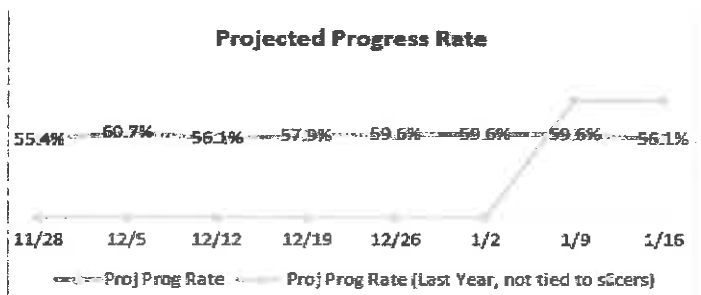 Projected Progress Rate
55.4% 60.7% 56.1% 57.9% 59.6% 59.6% 59.6% 56.1%
11/28 12/5 12/12 12/19 12/26 1/2 1/9 1/16
Proj Prog Rate Proj Prog Rate (Last Year, not tied to slicers)